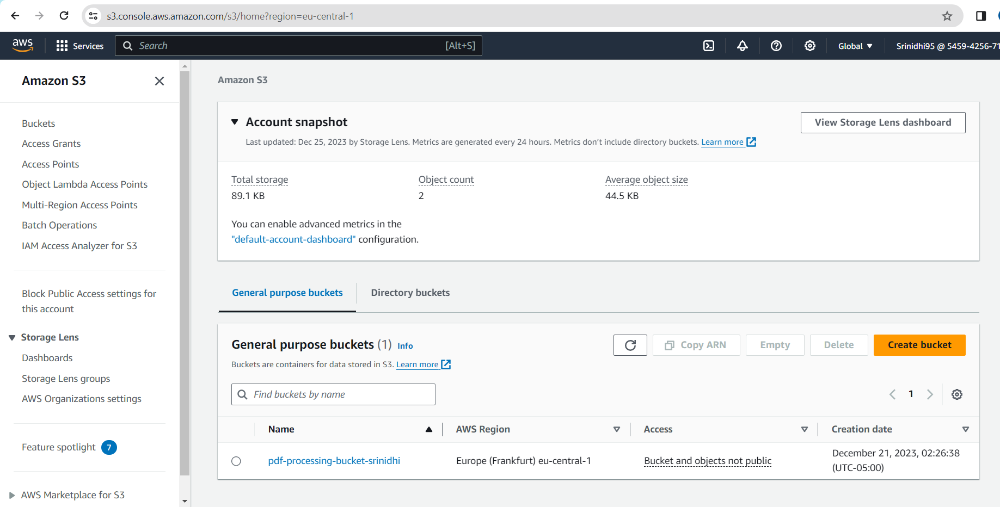 s3.console.aws.amazon.com/s3/home?region=eu-central-1
aws
Services
Search
[Alt+S]
Global
Srinidhi95 @ 5459-4256-71
Amazon S3
Buckets
Access Grants
Access Points
Object Lambda Access Points
Multi-Region Access Points
Batch Operations
IAM Access Analyzer for S3
Block Public Access settings for
this account
Storage Lens
Dashboards
Storage Lens groups
AWS Organizations settings
Feature spotlight 7
AWS Marketplace for S3
Amazon S3
Account snapshot
View Storage Lens dashboard
Last updated: Dec 25, 2023 by Storage Lens. Metrics are generated every 24 hours. Metrics don't include directory buckets. Learn more
Total storage
89.1 KB
Object count
2
Average object size
44.5 KB
You can enable advanced metrics in the
"default-account-dashboard" configuration.
General purpose buckets
Directory buckets
General purpose buckets (1) Info
Copy ARN
Empty
Delete
Create bucket
Buckets are containers for data stored in S3. Learn more
Find buckets by name
1
Name
AWS Region
Access
Creation date
pdf-processing-bucket-srinidhi
Europe (Frankfurt) eu-central-1
Bucket and objects not public
December 21, 2023, 02:26:38
(UTC-05:00)